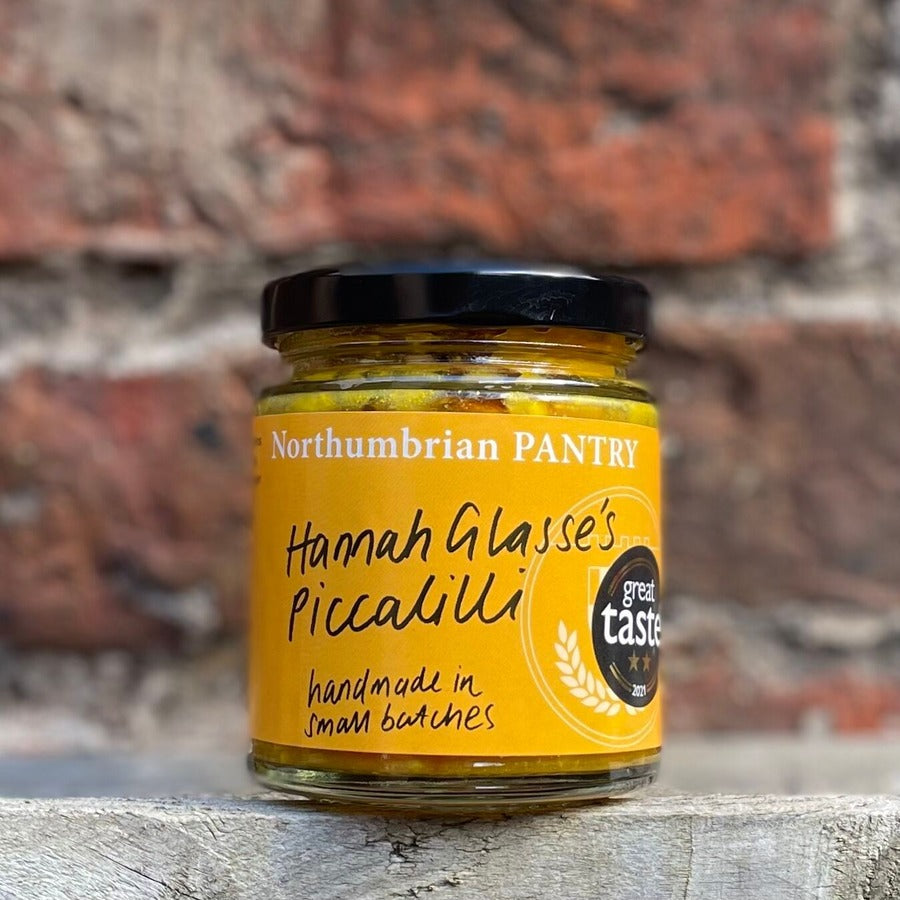 Northumbrian PANTRY
Hannah Glasse's
Piccalilli
handmade in
small batches
great
taste
2021